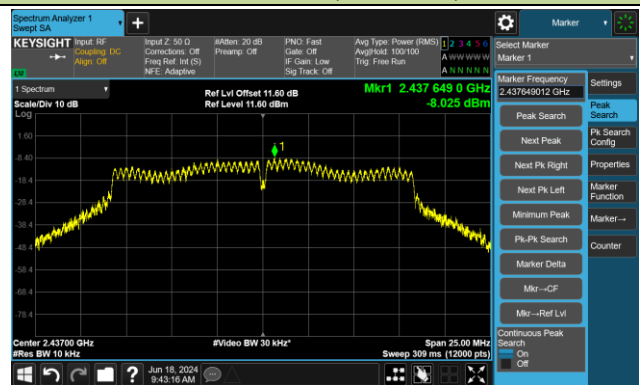 Spectrum Analyzer 1
Swept SA
+
Marker
KEYSIGHT
Input: RF
Coupling: DC
Align: Off
Input Z: 50 Ω
Corrections: Off
Freq Ref: Int (S)
NFE: Adaptive
#Atten: 20 dB
Preamp: Off
PNO: Fast
Gate: Off
IF Gain: Low
Sig Track: Off
Avg Type: Power (RMS)
Avg|Hold: 100/100
Trig: Free Run
1 2 3 4 5 6
A W W W W W
A N N N N N
Select Marker
Marker 1
LXI
1 Spectrum
Scale/Div 10 dB
Log
Ref Lvl Offset 11.60 dB
Ref Level 11.60 dBm
Mkr1 2.437 649 0 GHz
-8.025 dBm
1
1.60
-8.40
-18.4
-28.4
-38.4
-48.4
-58.4
-68.4
-78.4
Center 2.43700 GHz
#Res BW 10 kHz
#Video BW 30 kHz*
Span 25.00 MHz
Sweep 309 ms (12000 pts)
Marker Frequency
2.437649012 GHz
Peak Search
Next Peak
Next Pk Right
Next Pk Left
Minimum Peak
Pk-Pk Search
Marker Delta
Mkr→CF
Mkr→Ref Lvl
Continuous Peak
Search
On
Off
Settings
Peak
Search
Pk Search
Config
Properties
Marker
Function
Marker→
Counter
?
Jun 18, 2024
9:43:16 AM